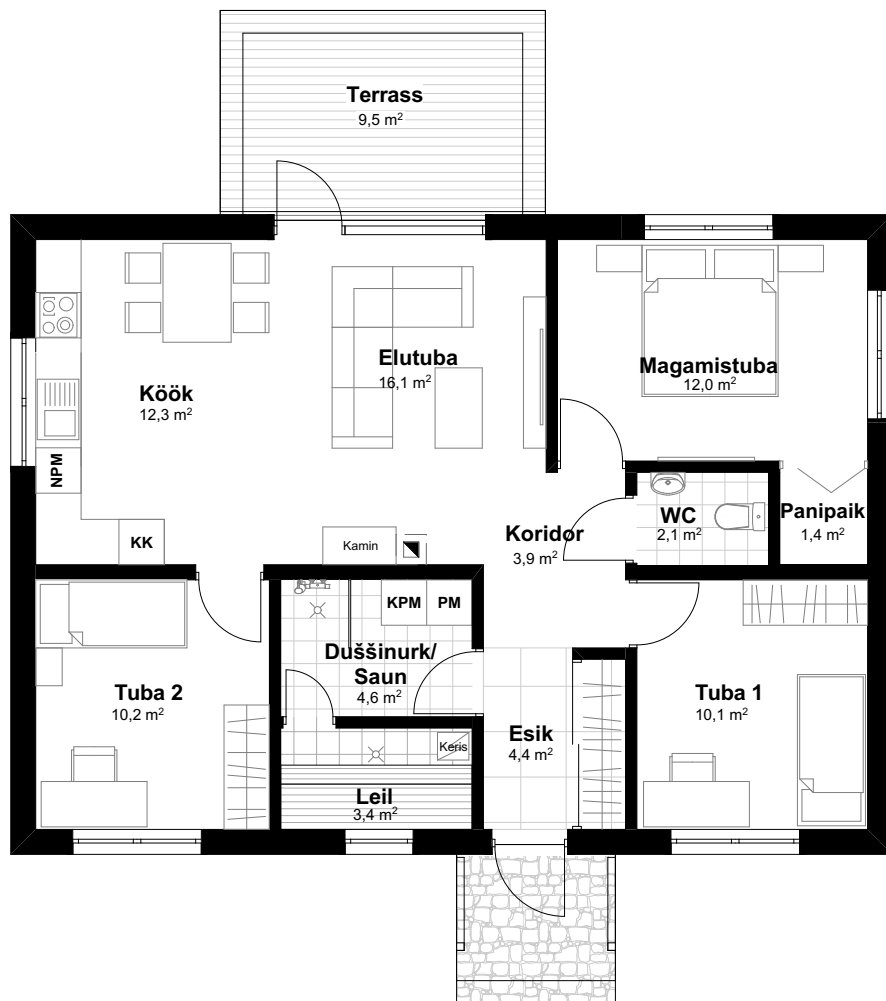 Terrass
9,5 m²
Elutuba
16,1 m²
Magamistuba
12,0 m²
Köök
12,3 m²
NPM
KK
Kamin
Koridor
3,9 m²
WC
2,1 m²
Panipaik
1,4 m²
KPM
PM
Duššinurk/
Saun
4,6 m²
Tuba 2
10,2 m²
Tuba 1
10,1 m²
Esik
4,4 m²
Keris
Leil
3,4 m²